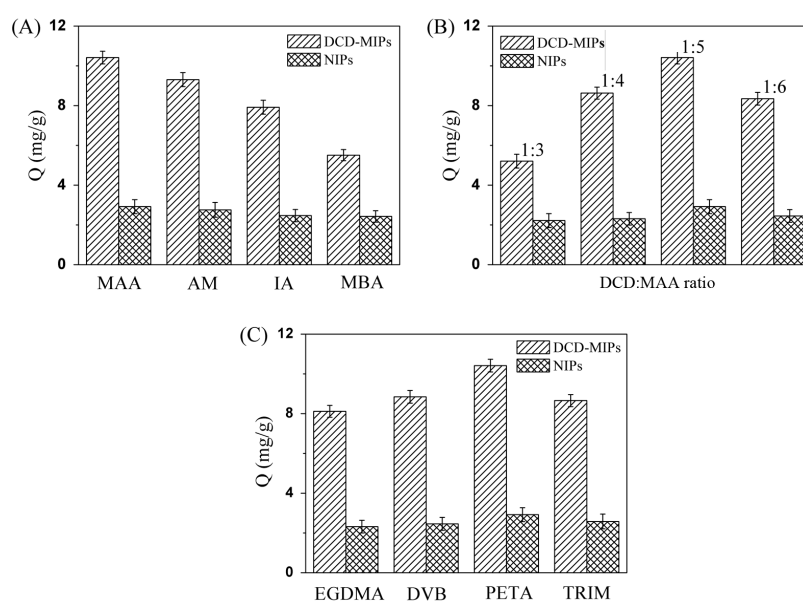 (A)
12
8
4
0
Q (mg/g)
DCD-MIPs
NIPs
MAA AM IA MBA
(B)
12
8
4
0
Q (mg/g)
DCD-MIPs
NIPs
1:3
1:4
1:5
1:6
DCD:MAA ratio
(C)
12
8
4
0
Q (mg/g)
DCD-MIPs
NIPs
EGDMA DVB PETA TRIM